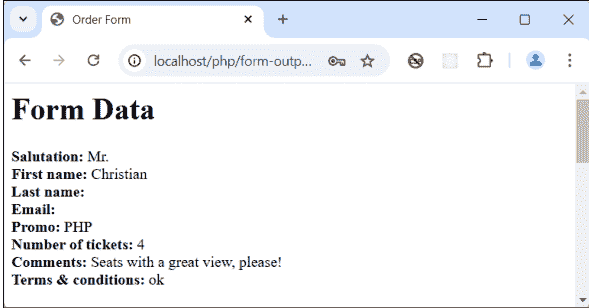 Order Form
localhost/php/form-outp...
Form Data
Salutation: Mr.
First name: Christian
Last name:
Email:
Promo: PHP
Number of tickets: 4
Comments: Seats with a great view, please!
Terms & conditions: ok